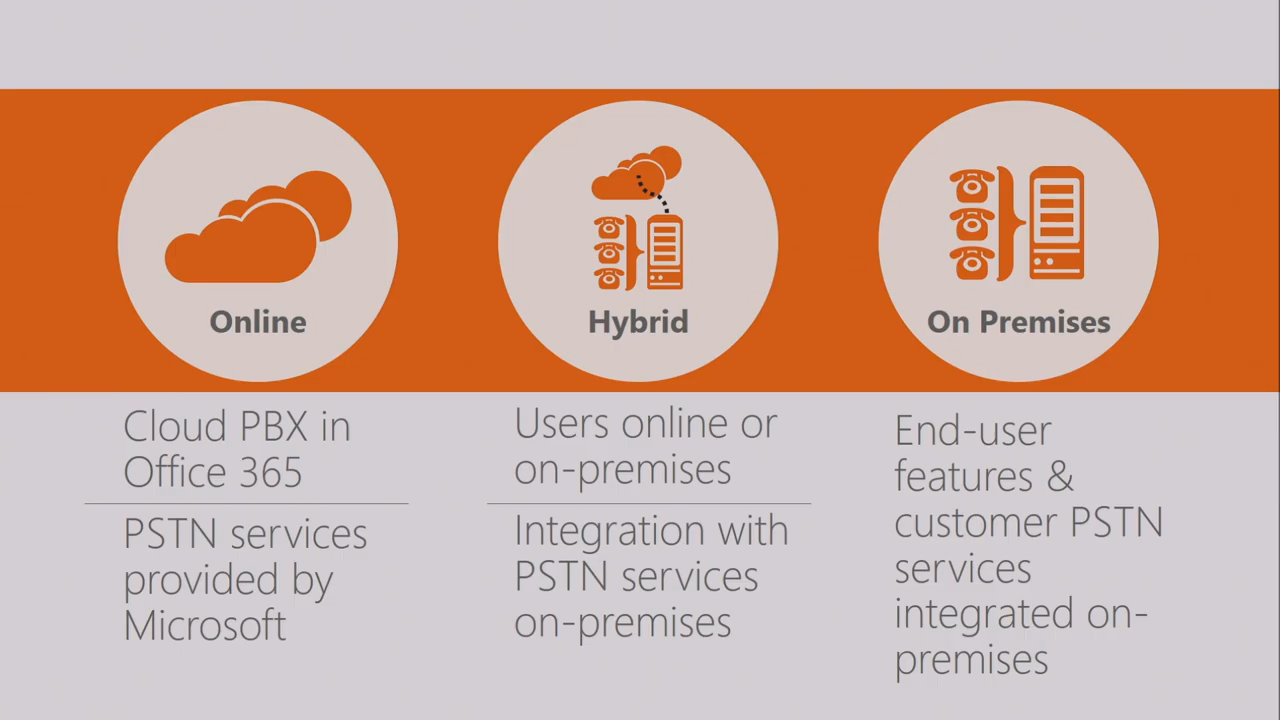 Online
Cloud PBX in
Office 365
PSTN services
provided by
Microsoft
Hybrid
Users online or
on-premises
Integration with
PSTN services
on-premises
On Premises
End-user
features &
customer PSTN
services
integrated on-
premises